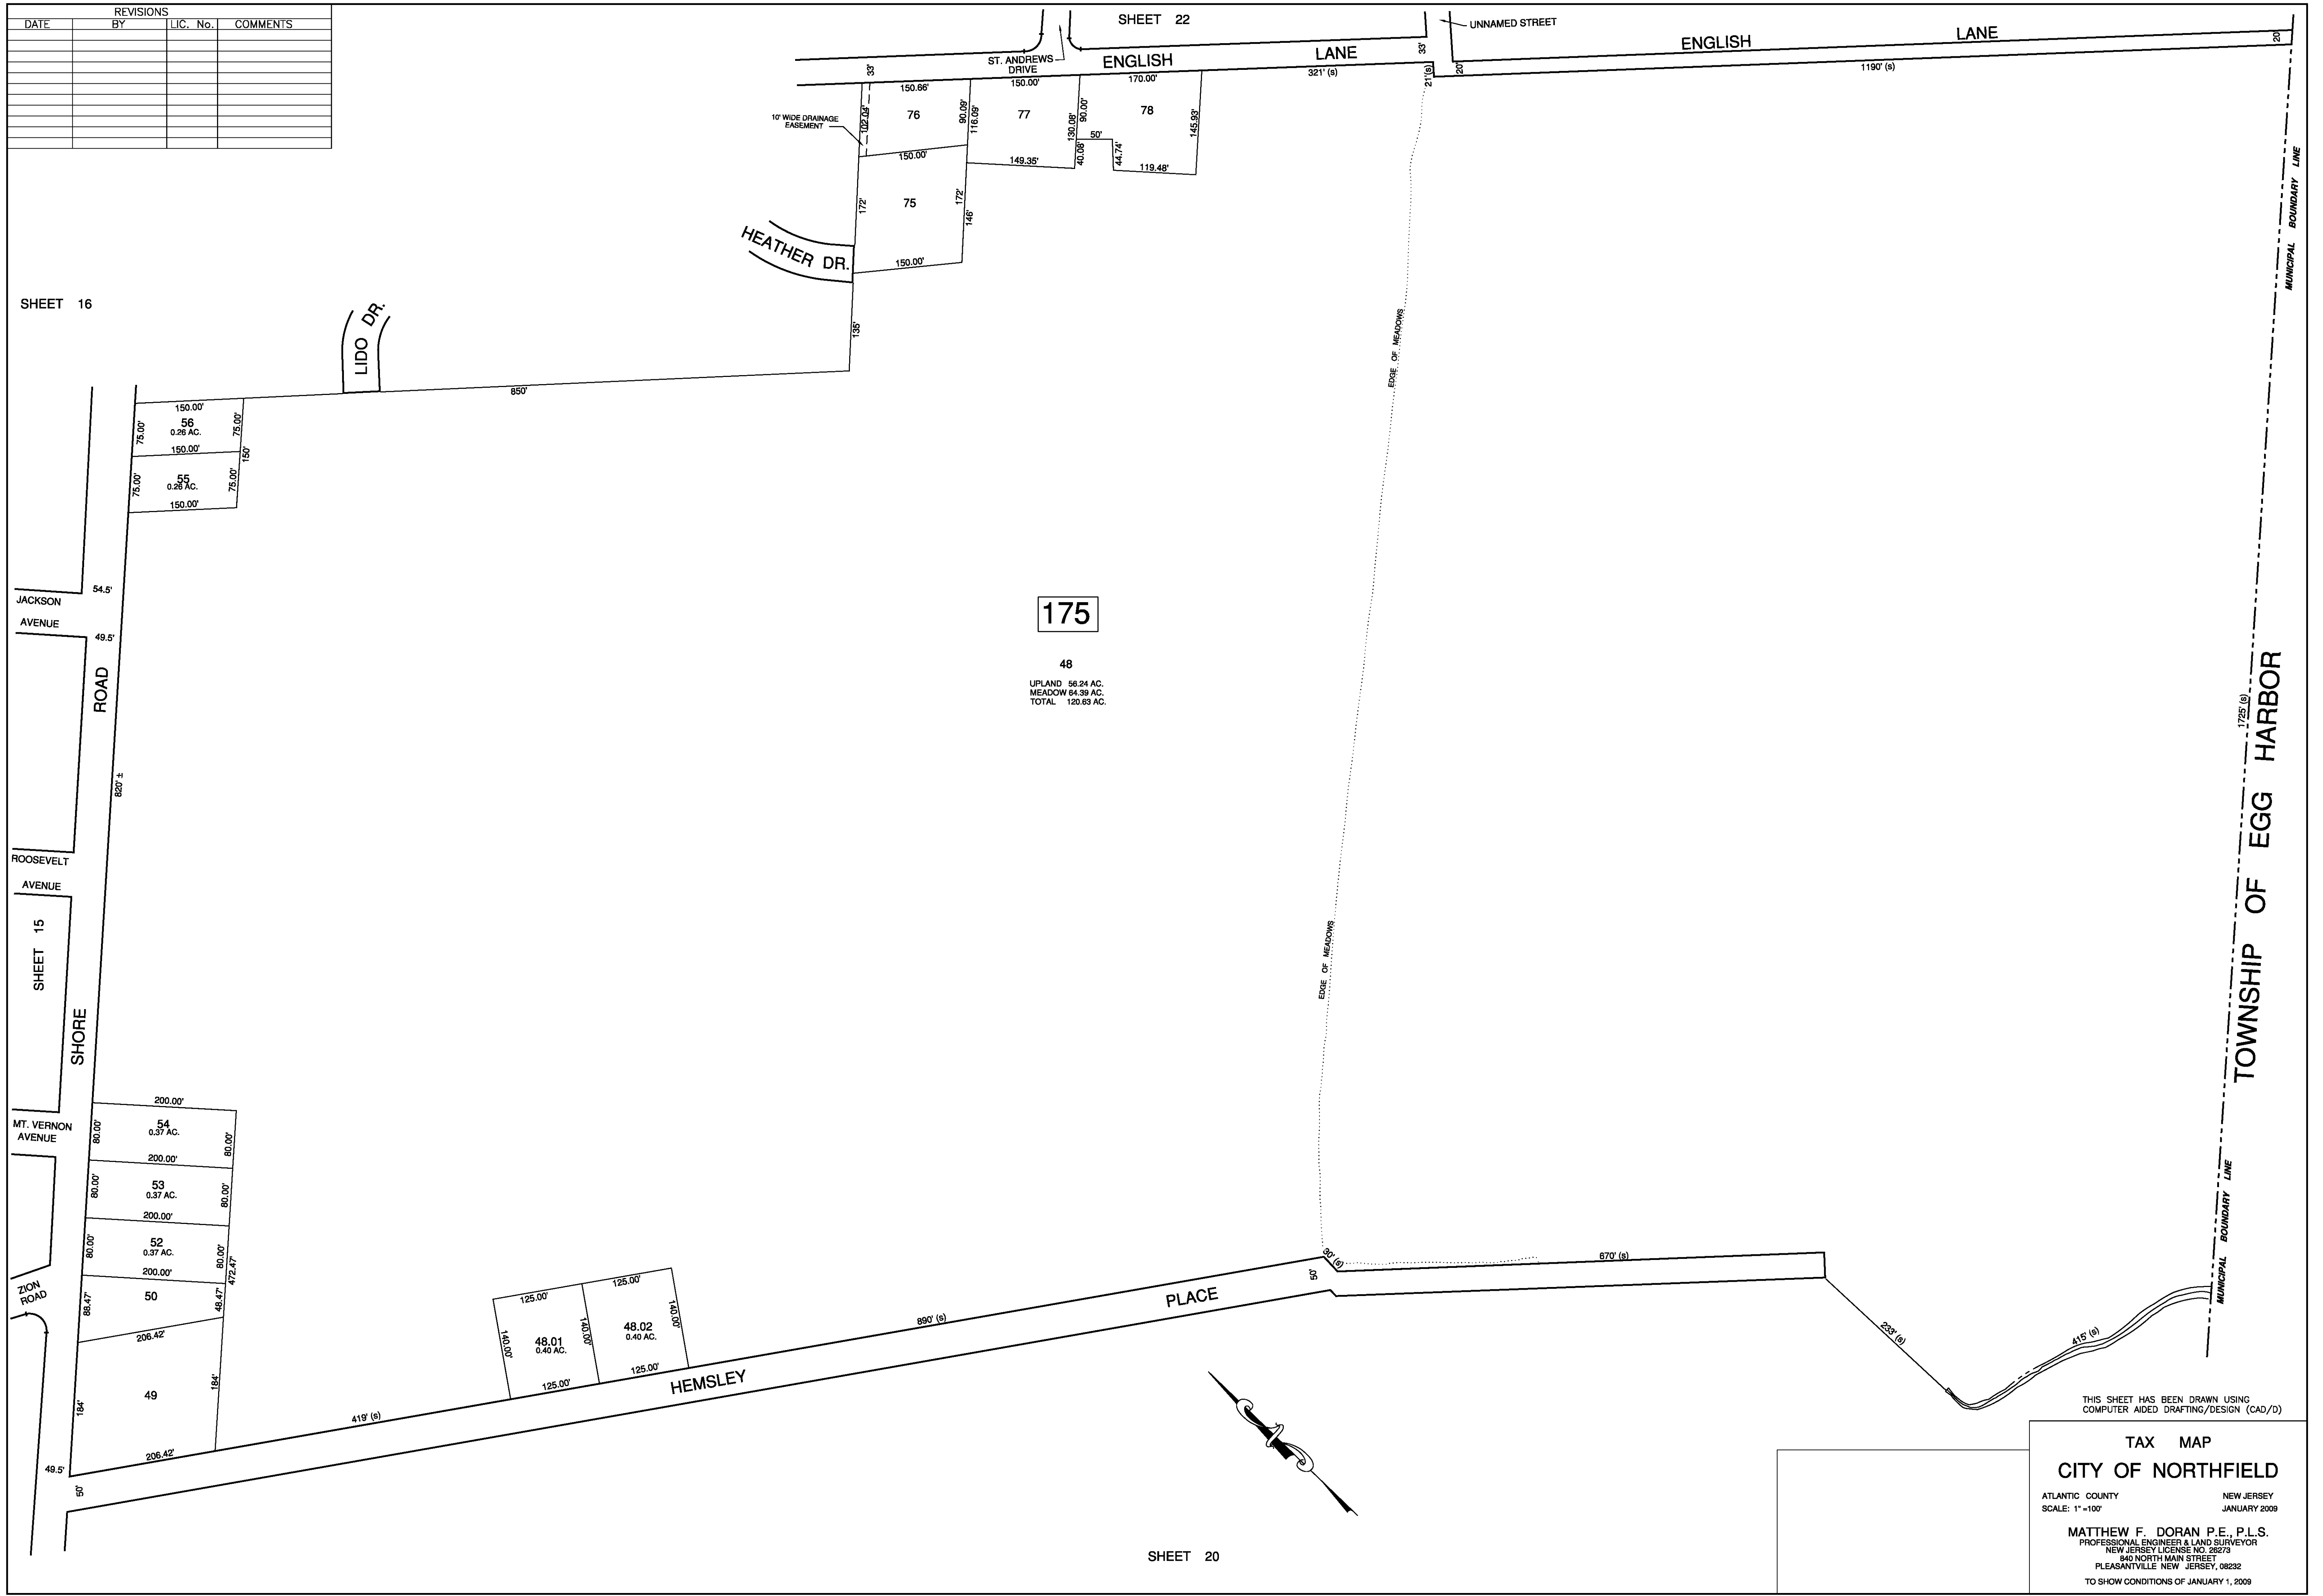 REVISIONS
DATE BY LIC. No. COMMENTS
SHEET 22
UNNAMED STREET
ST. ANDREWS
DRIVE
ENGLISH LANE
ENGLISH LANE
33'
33'
20'
20'
21'(s)
321' (s)
1190' (s)
150.66'
150.00'
170.00'
10' WIDE DRAINAGE
EASEMENT
102.04'
76
90.09'
116.09'
77
130.08'
90.00'
78
145.93'
50'
40.08'
44.74'
150.00'
149.35'
119.48'
172'
75
172'
146'
150.00'
HEATHER DR.
135'
MUNICIPAL BOUNDARY LINE
SHEET 16
LIDO DR.
850'
EDGE OF MEADOWS
150.00'
75.00'
56
0.26 AC.
75.00'
150.00'
150'
75.00'
55
0.26 AC.
75.00'
150.00'
54.5'
JACKSON
AVENUE
49.5'
175
48
UPLAND 56.24 AC.
MEADOW 64.39 AC.
TOTAL 120.63 AC.
SHORE ROAD
820' ±
1725' (s)
TOWNSHIP OF EGG HARBOR
ROOSEVELT
AVENUE
SHEET 15
EDGE OF MEADOWS
MT. VERNON
AVENUE
200.00'
80.00'
54
0.37 AC.
80.00'
200.00'
80.00'
53
0.37 AC.
80.00'
200.00'
80.00'
52
0.37 AC.
80.00'
472.47'
200.00'
88.47'
50
48.47'
206.42'
ZION
ROAD
184'
49
184'
206.42'
49.5'
50'
419' (s)
125.00'
125.00'
140.00'
48.01
0.40 AC.
140.00'
48.02
0.40 AC.
140.00'
125.00'
125.00'
HEMSLEY PLACE
890' (s)
50'
30' (s)
670' (s)
233' (s)
415' (s)
MUNICIPAL BOUNDARY LINE
SHEET 20
THIS SHEET HAS BEEN DRAWN USING
COMPUTER AIDED DRAFTING/DESIGN (CAD/D)
TAX MAP
CITY OF NORTHFIELD
ATLANTIC COUNTY NEW JERSEY
SCALE: 1" =100' JANUARY 2009
MATTHEW F. DORAN P.E., P.L.S.
PROFESSIONAL ENGINEER & LAND SURVEYOR
NEW JERSEY LICENSE NO. 26273
840 NORTH MAIN STREET
PLEASANTVILLE NEW JERSEY, 08232
TO SHOW CONDITIONS OF JANUARY 1, 2009